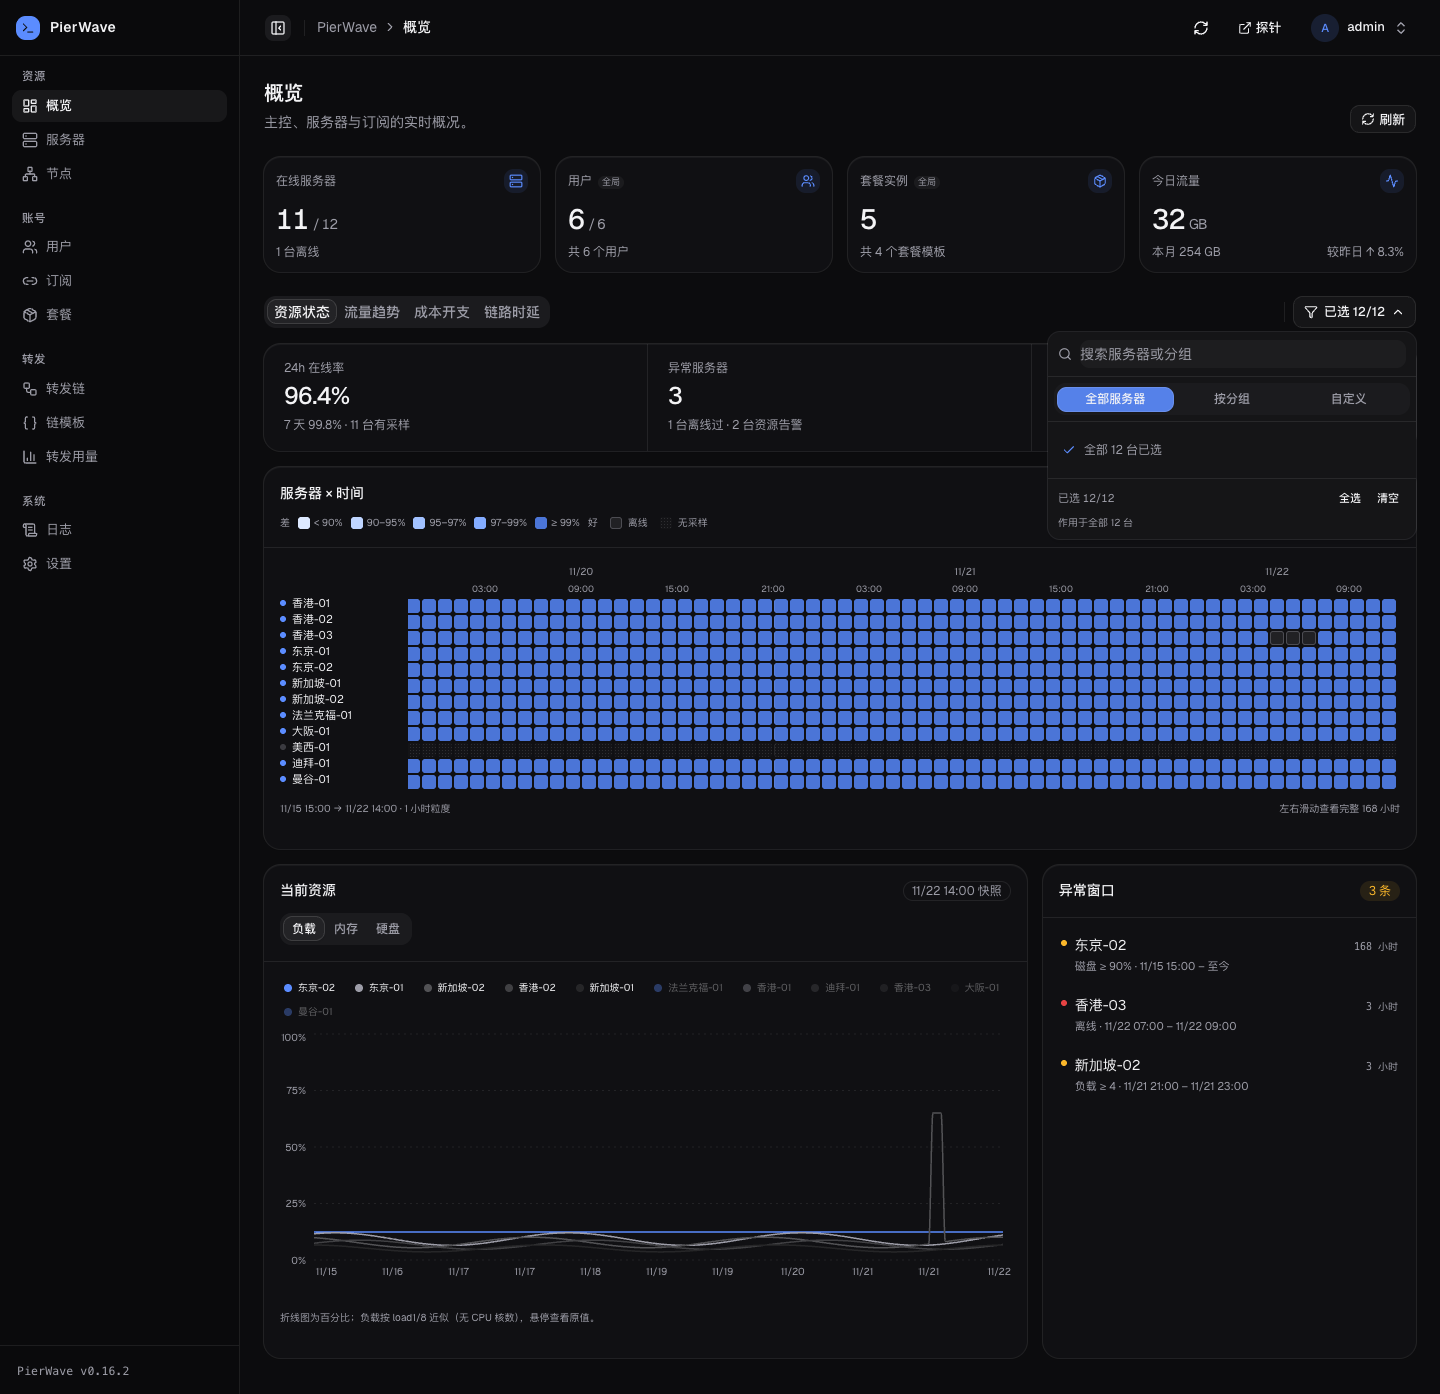 PierWave
PierWave > 概览
探针
A admin
资源
概览
服务器
节点
账号
用户
订阅
套餐
转发
转发链
链模板
转发用量
系统
日志
设置
PierWave v0.16.2
概览
主控、服务器与订阅的实时概况。
刷新
在线服务器
11 / 12
1 台离线
用户 全局
6 / 6
共 6 个用户
套餐实例 全局
5
共 4 个套餐模板
今日流量
32 GB
本月 254 GB 较昨日 ↑ 8.3%
资源状态 流量趋势 成本开支 链路时延
已选 12/12
搜索服务器或分组
全部服务器 按分组 自定义
全部 12 台已选
已选 12/12 全选 清空
作用于全部 12 台
24h 在线率
96.4%
7 天 99.8% · 11 台有采样
异常服务器
3
1 台离线过 · 2 台资源告警
服务器 × 时间
差 < 90% 90–95% 95–97% 97–99% ≥ 99% 好 离线 无采样
11/20 11/21 11/22
03:00 09:00 15:00 21:00 03:00 09:00 15:00 21:00 03:00 09:00
香港-01
香港-02
香港-03
东京-01
东京-02
新加坡-01
新加坡-02
法兰克福-01
大阪-01
美西-01
迪拜-01
曼谷-01
11/15 15:00 → 11/22 14:00 · 1 小时粒度
左右滑动查看完整 168 小时
当前资源
11/22 14:00 快照
负载 内存 硬盘
东京-02 东京-01 新加坡-02 香港-02 新加坡-01 法兰克福-01 香港-01 迪拜-01 香港-03 大阪-01
曼谷-01
100%
75%
50%
25%
0%
11/15 11/16 11/17 11/17 11/18 11/19 11/19 11/20 11/21 11/21 11/22
折线图为百分比；负载按 load1/8 近似（无 CPU 核数），悬停查看原值。
异常窗口
3 条
东京-02 168 小时
磁盘 ≥ 90% · 11/15 15:00 – 至今
香港-03 3 小时
离线 · 11/22 07:00 – 11/22 09:00
新加坡-02 3 小时
负载 ≥ 4 · 11/21 21:00 – 11/21 23:00